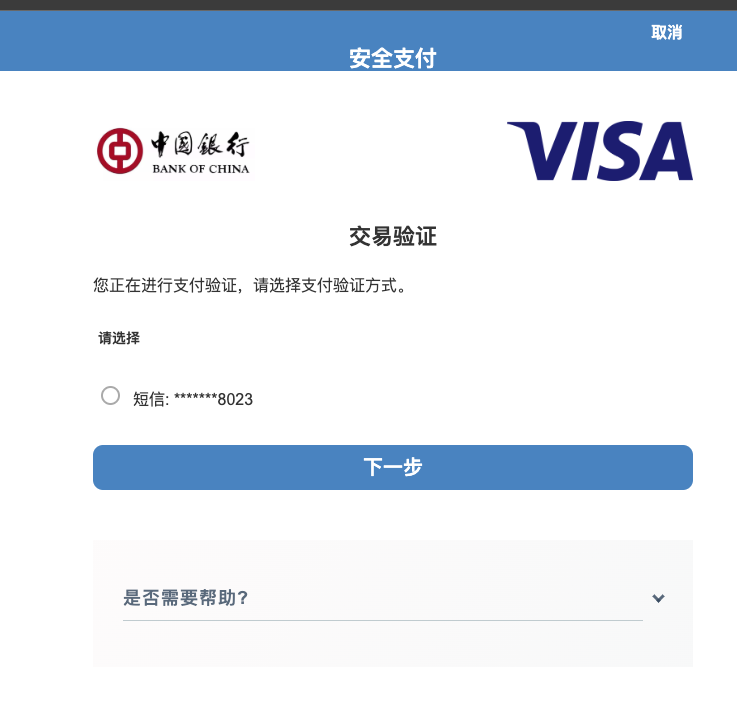 取消
安全支付
中国銀行
BANK OF CHINA
VISA
交易验证
您正在进行支付验证，请选择支付验证方式。
请选择
短信: *******8023
下一步
是否需要帮助?